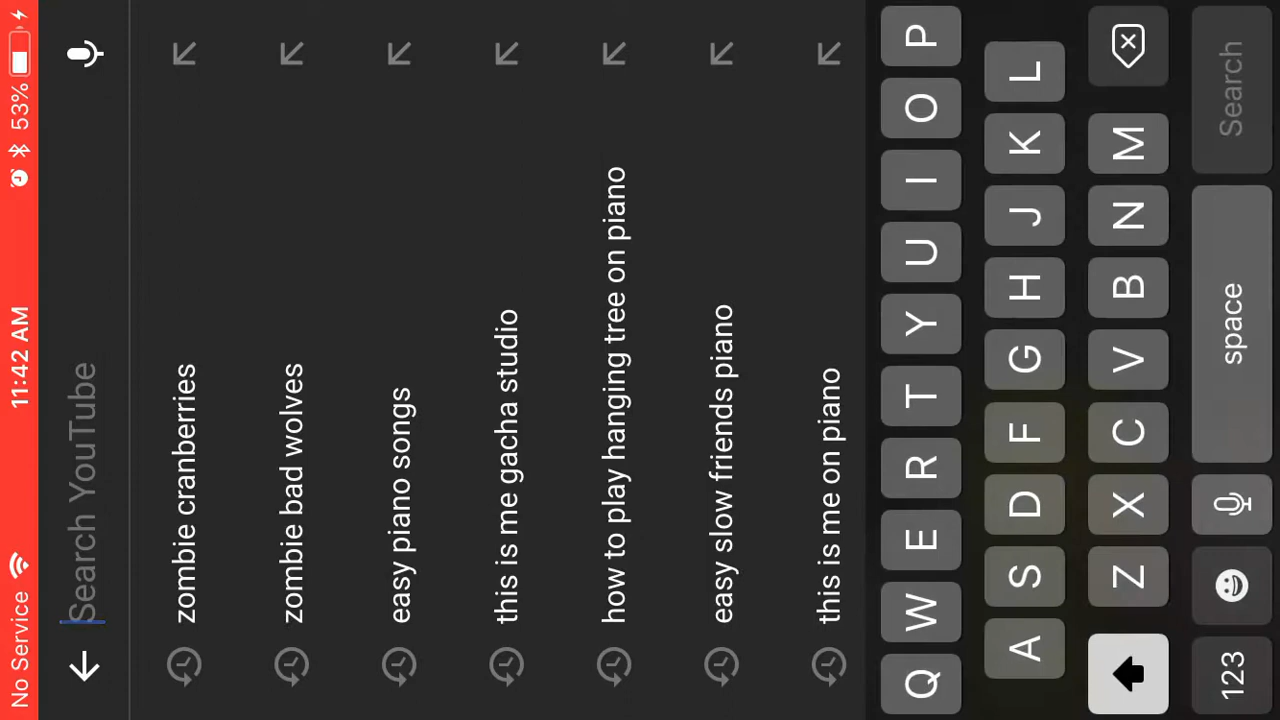 No Service 11:42 AM 53%
Search YouTube
zombie cranberries
zombie bad wolves
easy piano songs
this is me gacha studio
how to play hanging tree on piano
easy slow friends piano
this is me on piano
Q W E R T Y U I O P
A S D F G H J K L
Z X C V B N M
123 space Search